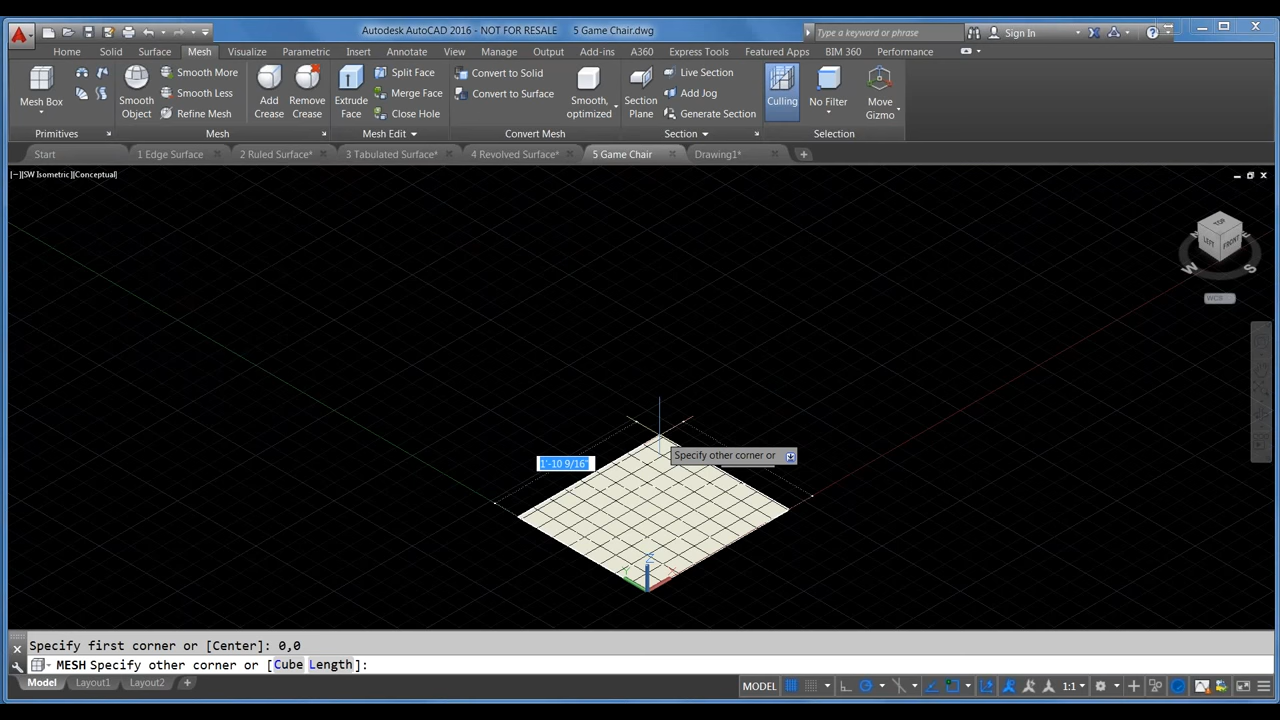 Autodesk AutoCAD 2016 - NOT FOR RESALE 5 Game Chair.dwg
Type a keyword or phrase
Sign In
Home Solid Surface Mesh Visualize Parametric Insert Annotate View Manage Output Add-ins A360 Express Tools Featured Apps BIM 360 Performance
Mesh Box
Smooth Object
Smooth More
Smooth Less
Refine Mesh
Add Crease
Remove Crease
Extrude Face
Split Face
Merge Face
Close Hole
Convert to Solid
Convert to Surface
Smooth, optimized
Section Plane
Live Section
Add Jog
Generate Section
Culling
No Filter
Move Gizmo
Primitives Mesh Mesh Edit Convert Mesh Section Selection
Start 1 Edge Surface 2 Ruled Surface* 3 Tabulated Surface* 4 Revolved Surface* 5 Game Chair Drawing1*
[−][SW Isometric][Conceptual]
TOP
LEFT FRONT
W S
WCS
Specify other corner or
1'-10 9/16"
Z
Specify first corner or [Center]: 0,0
MESH Specify other corner or [Cube Length]:
Model Layout1 Layout2 +
MODEL 1:1